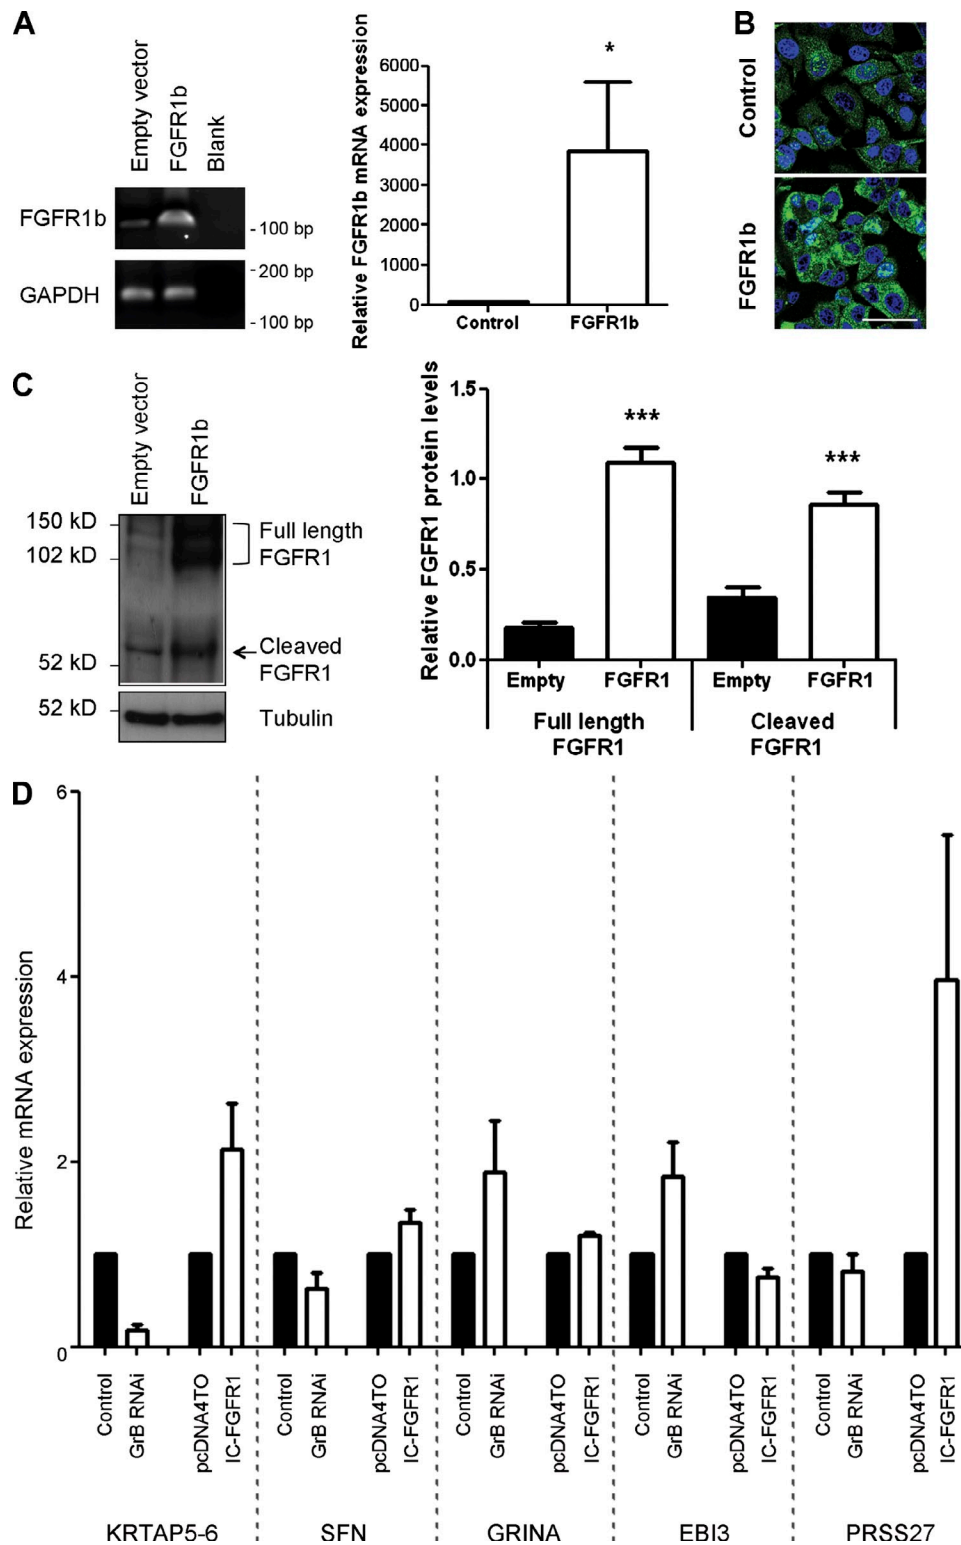 A
Empty vector
FGFR1b
Blank
FGFR1b
- 100 bp
- 200 bp
GAPDH
- 100 bp
Relative FGFR1b mRNA expression
6000
5000
4000
3000
2000
1000
0
*
Control
FGFR1b
B
Control
FGFR1b
C
Empty vector
FGFR1b
150 kD
102 kD
Full length
FGFR1
Cleaved
FGFR1
52 kD
52 kD
Tubulin
Relative FGFR1 protein levels
1.5
1.0
0.5
0.0
***
***
Empty
FGFR1
Empty
FGFR1
Full length
FGFR1
Cleaved
FGFR1
D
Relative mRNA expression
6
4
2
0
Control
GrB RNAi
pcDNA4TO
IC-FGFR1
Control
GrB RNAi
pcDNA4TO
IC-FGFR1
Control
GrB RNAi
pcDNA4TO
IC-FGFR1
Control
GrB RNAi
pcDNA4TO
IC-FGFR1
Control
GrB RNAi
pcDNA4TO
IC-FGFR1
KRTAP5-6
SFN
GRINA
EBI3
PRSS27